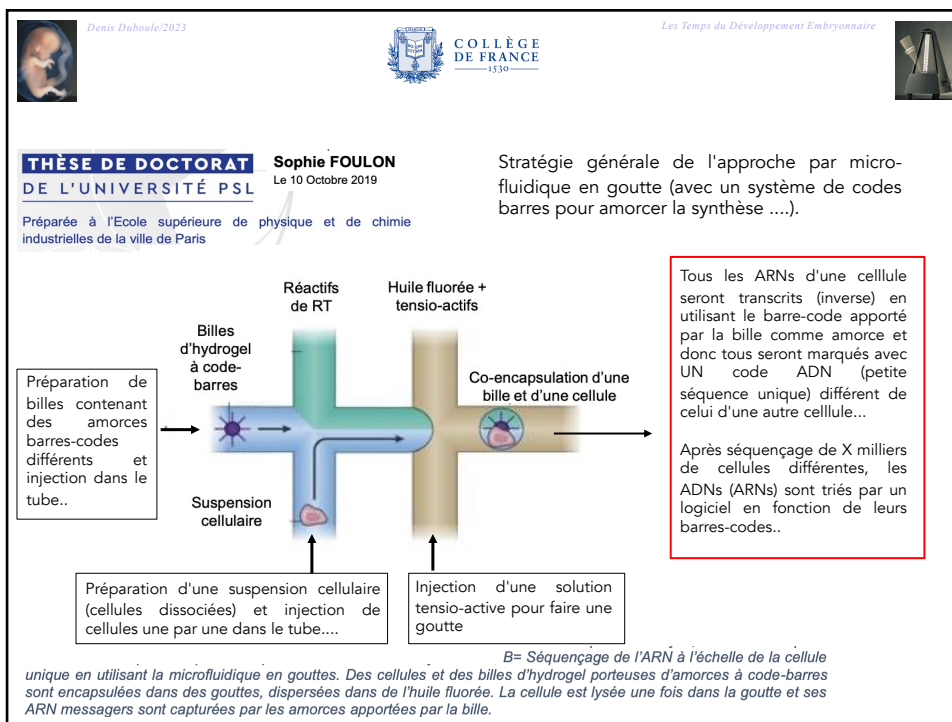 Denis Duboule/2023
Les Temps du Développement Embryonnaire
COLLÈGE
DE FRANCE
1530
THÈSE DE DOCTORAT
DE L'UNIVERSITÉ PSL
Sophie FOULON
Le 10 Octobre 2019
Préparée à l'Ecole supérieure de physique et de chimie
industrielles de la ville de Paris
Stratégie générale de l'approche par micro-
fluidique en goutte (avec un système de codes
barres pour amorcer la synthèse ....).
Réactifs
de RT
Huile fluorée +
tensio-actifs
Billes
d'hydrogel
à code-
barres
Co-encapsulation d'une
bille et d'une cellule
Suspension
cellulaire
Préparation de
billes contenant
des amorces
barres-codes
différents et
injection dans le
tube..
Tous les ARNs d'une celllule
seront transcrits (inverse) en
utilisant le barre-code apporté
par la bille comme amorce et
donc tous seront marqués avec
UN code ADN (petite
séquence unique) différent de
celui d'une autre celllule...
Après séquençage de X milliers
de cellules différentes, les
ADNs (ARNs) sont triés par un
logiciel en fonction de leurs
barres-codes..
Préparation d'une suspension cellulaire
(cellules dissociées) et injection de
cellules une par une dans le tube....
Injection d'une solution
tensio-active pour faire une
goutte
B= Séquençage de l'ARN à l'échelle de la cellule
unique en utilisant la microfluidique en gouttes. Des cellules et des billes d'hydrogel porteuses d'amorces à code-barres
sont encapsulées dans des gouttes, dispersées dans de l'huile fluorée. La cellule est lysée une fois dans la goutte et ses
ARN messagers sont capturées par les amorces apportées par la bille.